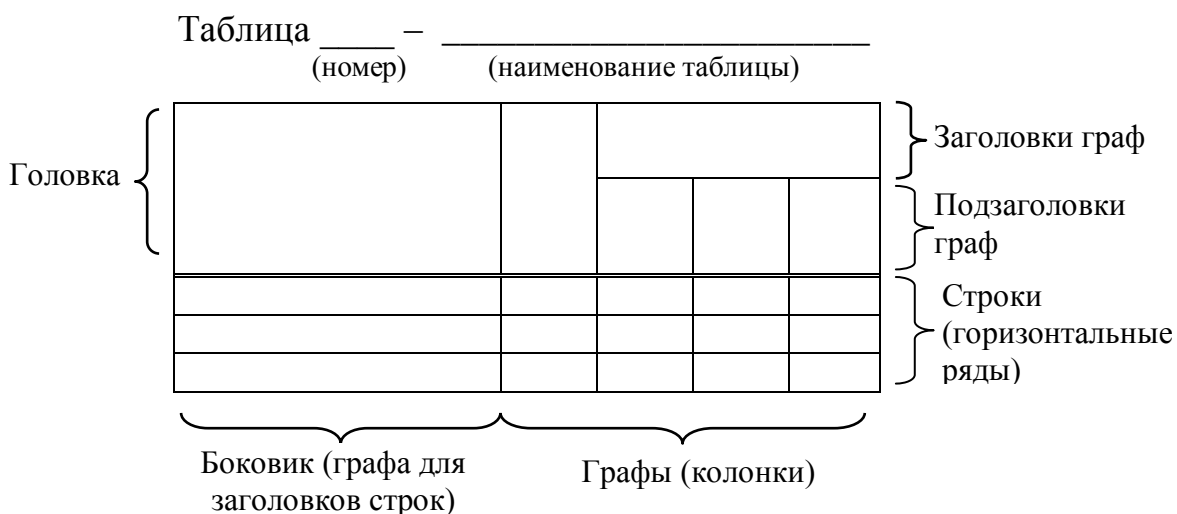 Таблица ____ – _______________________
(номер) (наименование таблицы)
Головка
Заголовки граф
Подзаголовки
граф
Строки
(горизонтальные
ряды)
Боковик (графа для
заголовков строк)
Графы (колонки)